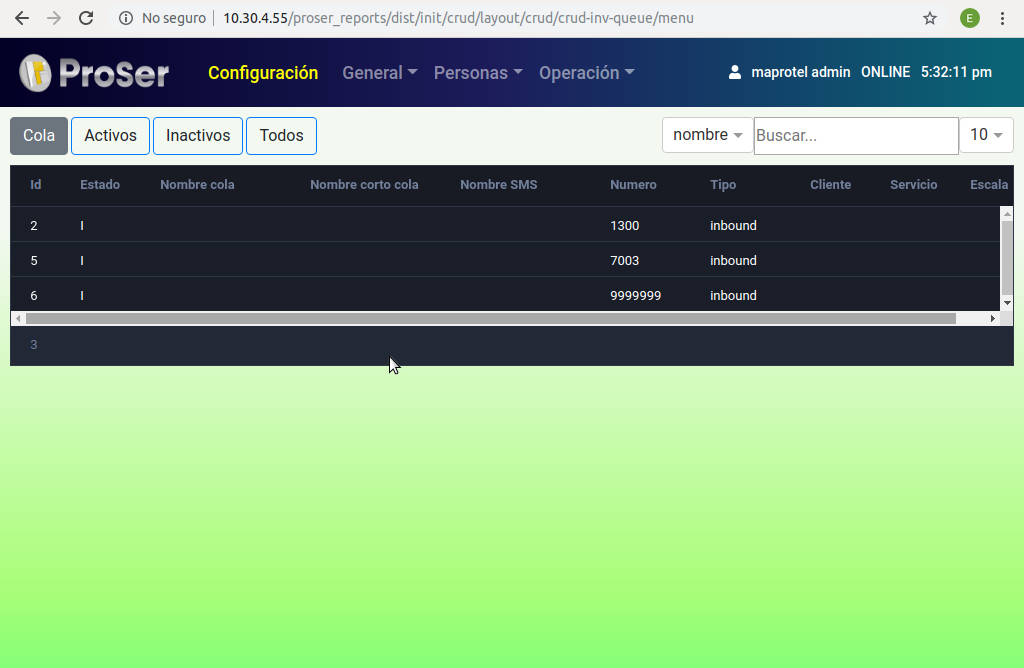 No seguro 10.30.4.55/proser_reports/dist/init/crud/layout/crud/crud-inv-queue/menu E
ProSer Configuración General Personas Operación maprotel admin ONLINE 5:32:11 pm
Cola Activos Inactivos Todos nombre Buscar... 10
Id Estado Nombre cola Nombre corto cola Nombre SMS Numero Tipo Cliente Servicio Escala
2 I 1300 inbound
5 I 7003 inbound
6 I 9999999 inbound
3